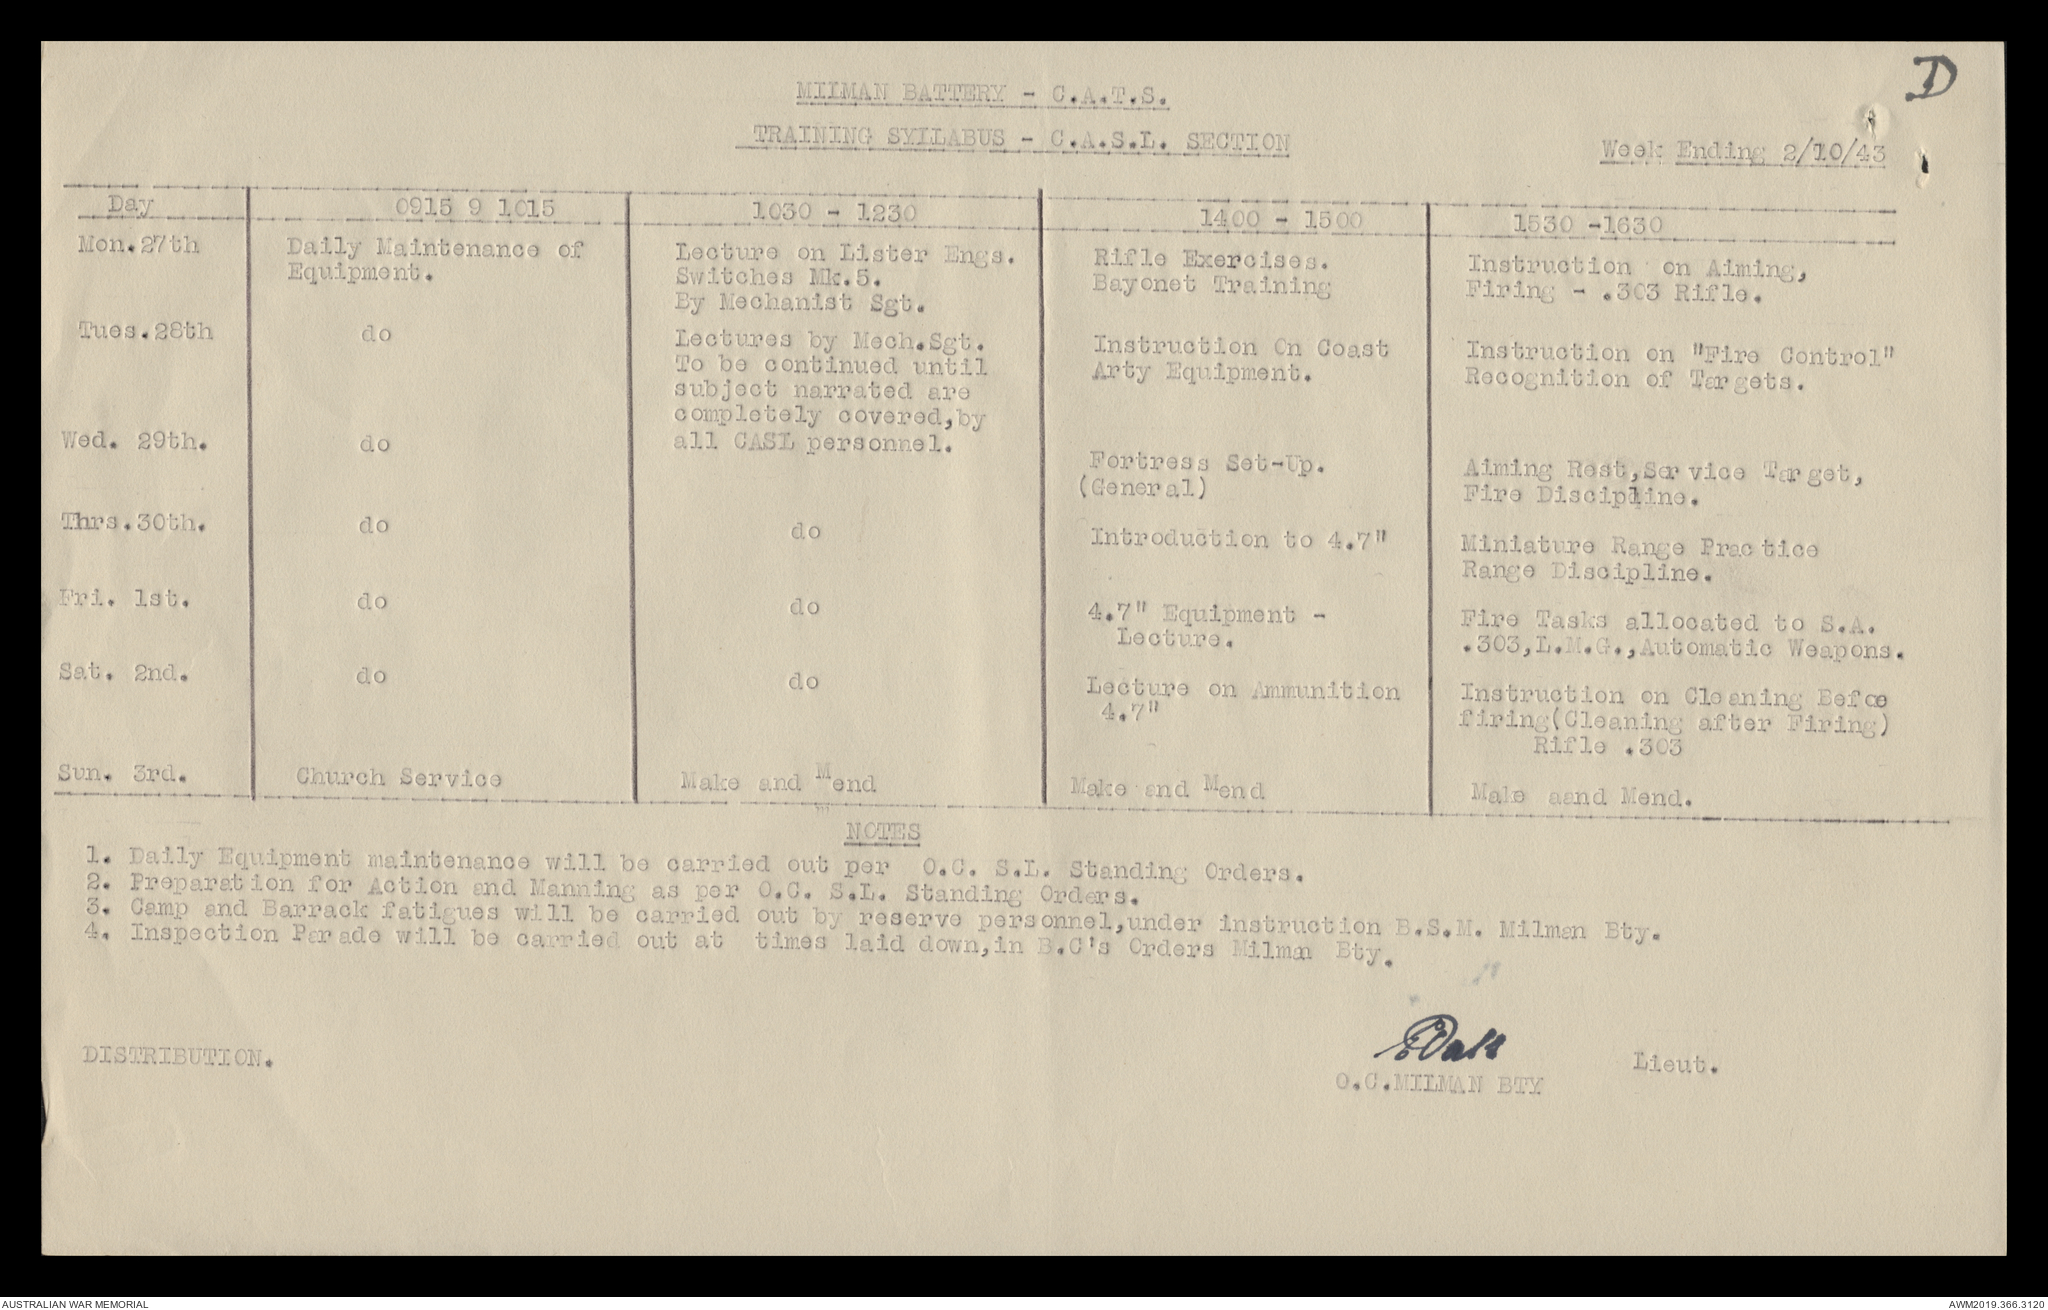 D
MILMAN BATTERY - C.A.T.S.
TRAINING SYLLABUS - C.A.S.L. SECTION
Week Ending 2/10/43
Day 0915 9 1015 1030 - 1230 1400 - 1500 1530 -1630
Mon.27th
Daily Maintenance of
Equipment.
Lecture on Lister Engs.
Switches Mk.5.
By Mechanist Sgt.
Rifle Exercises.
Bayonet Training
Instruction on Aiming,
Firing - .303 Rifle.
Tues.28th
do
Lectures by Mech.Sgt.
To be continued until
subject narrated are
completely covered,by
all CASL personnel.
Instruction On Coast
Arty Equipment.
Instruction on "Fire Control"
Recognition of Targets.
Wed. 29th.
do
Fortress Set-Up.
(General)
Aiming Rest,Service Target,
Fire Discipline.
Thrs.30th.
do
do
Introduction to 4.7"
Miniature Range Practice
Range Discipline.
Fri. 1st.
do
do
4.7" Equipment -
Lecture.
Fire Tasks allocated to S.A.
.303,L.M.G.,Automatic Weapons.
Sat. 2nd.
do
do
Lecture on Ammunition
4.7"
Instruction on Cleaning Befoe
firing(Cleaning after Firing)
Rifle .303
Sun. 3rd.
Church Service
Make and Mend
Make and Mend
Make aand Mend.
NOTES
1. Daily Equipment maintenance will be carried out per O.C. S.L. Standing Orders.
2. Preparation for Action and Manning as per O.C. S.L. Standing Orders.
3. Camp and Barrack fatigues will be carried out by reserve personnel,under instruction B.S.M. Milman Bty.
4. Inspection Parade will be carried out at times laid down,in B.C's Orders Milman Bty.
DISTRIBUTION.
Lieut.
O.C.MILMAN BTY
AUSTRALIAN WAR MEMORIAL
AWM2019.366.3120